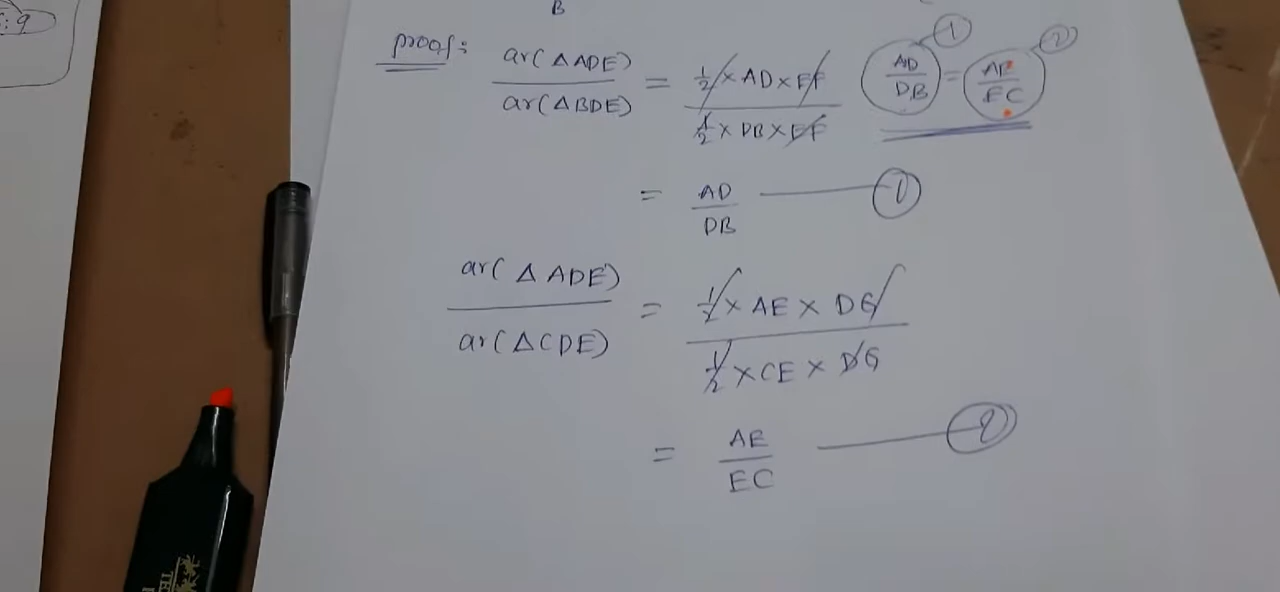 B
: 9
proof: ar(△ADE) / ar(△BDE) = 1/2 × AD × EF / 1/2 × DB × EF
AD/DB = AE/EC
1
2
= AD/DB 1
ar(△ADE) / ar(△CDE) = 1/2 × AE × DG / 1/2 × CE × DG
= AE/EC 2